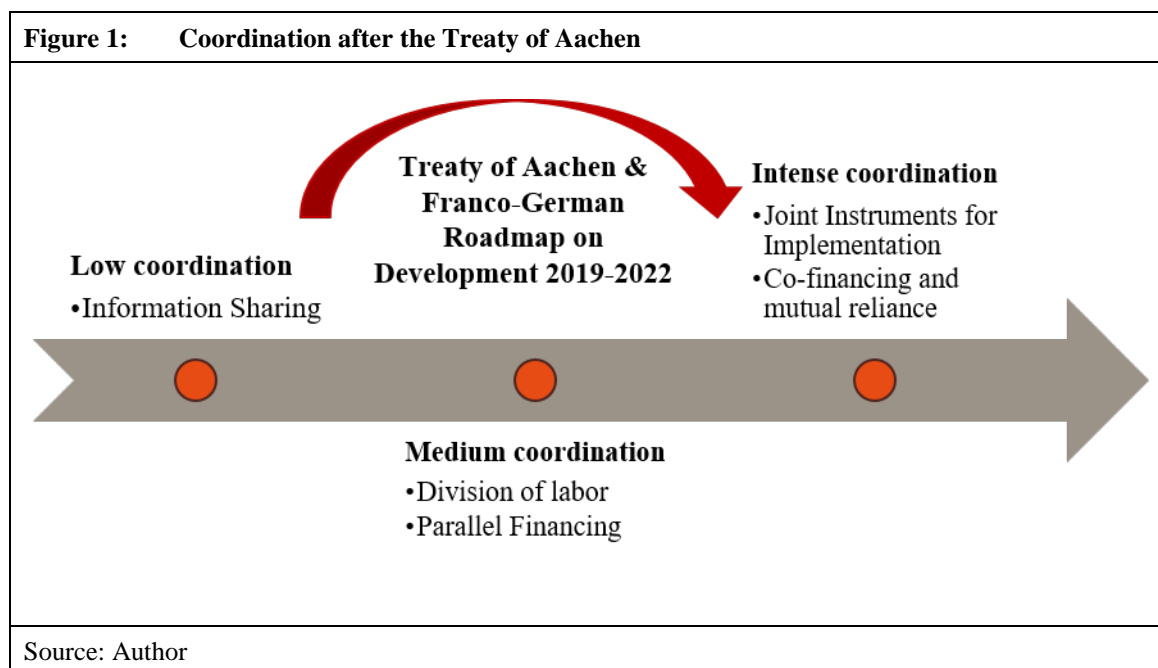 Figure 1: Coordination after the Treaty of Aachen
Treaty of Aachen &
Franco-German
Roadmap on
Development 2019-2022
Low coordination
•Information Sharing
Intense coordination
•Joint Instruments for
Implementation
•Co-financing and
mutual reliance
Medium coordination
•Division of labor
•Parallel Financing
Source: Author